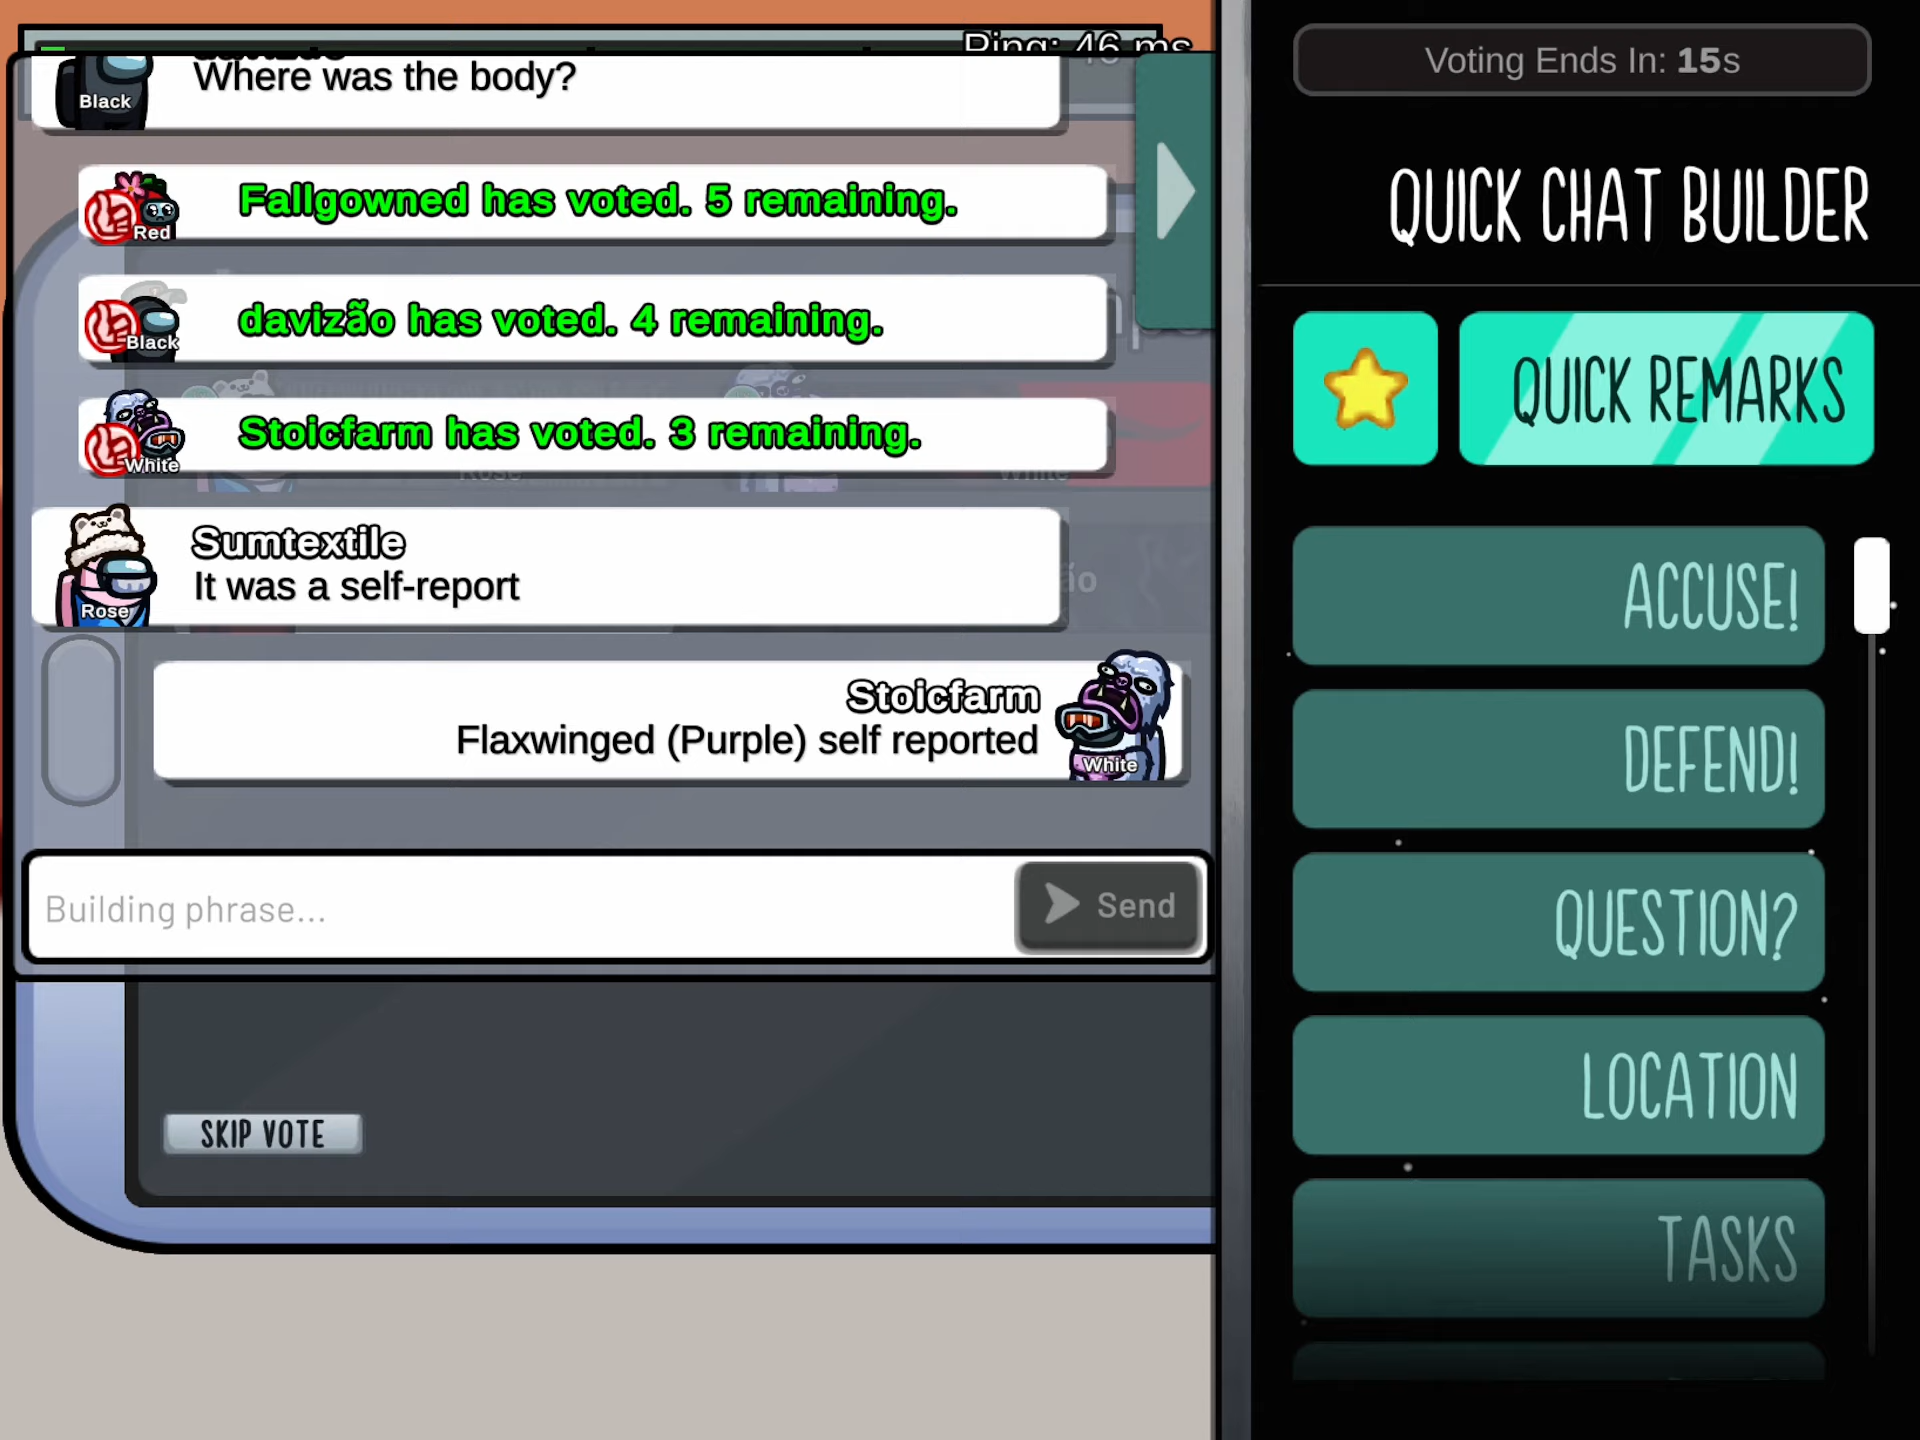 Ping: 46 ms
Where was the body?
Black
Fallgowned has voted. 5 remaining.
Red
davizão has voted. 4 remaining.
Black
Stoicfarm has voted. 3 remaining.
White
Rose
White
Sumtextile
It was a self-report
Rose
ão
Stoicfarm
Flaxwinged (Purple) self reported
White
Building phrase...
Send
SKIP VOTE
Voting Ends In: 15s
QUICK CHAT BUILDER
QUICK REMARKS
ACCUSE!
DEFEND!
QUESTION?
LOCATION
TASKS